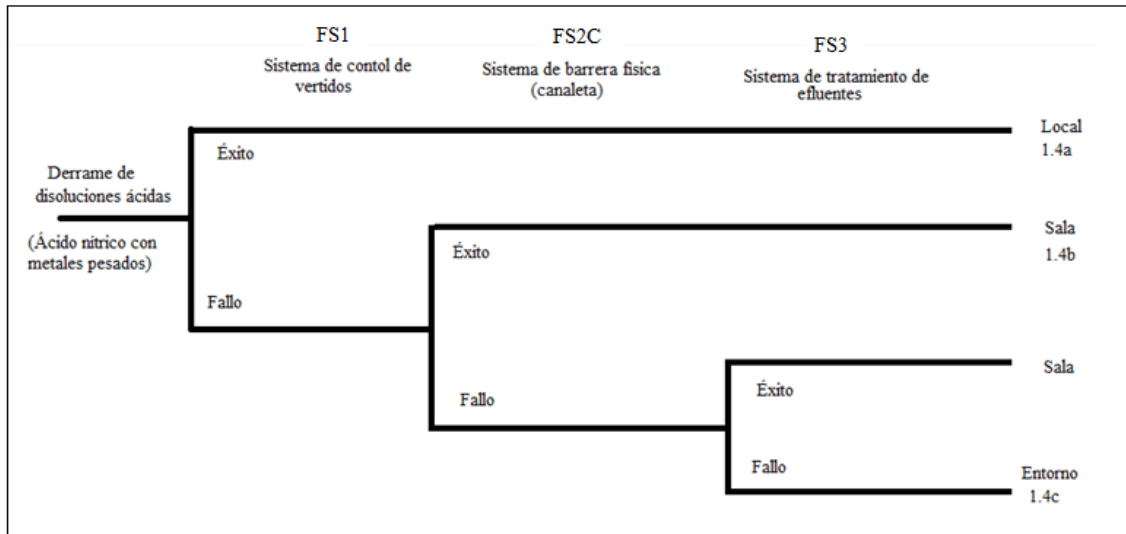 FS1
Sistema de contol de
vertidos
FS2C
Sistema de barrera física
(canaleta)
FS3
Sistema de tratamiento de
efluentes
Local
1.4a
Éxito
Derrame de
disoluciones ácidas
(Ácido nítrico con
metales pesados)
Sala
1.4b
Éxito
Fallo
Sala
Éxito
Fallo
Fallo
Entorno
1.4c